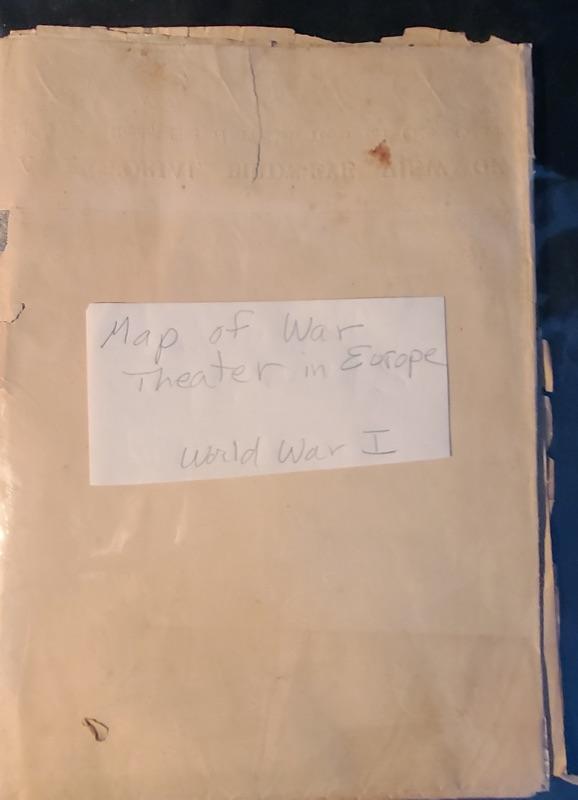 Map of War
Theater in Europe
World War I